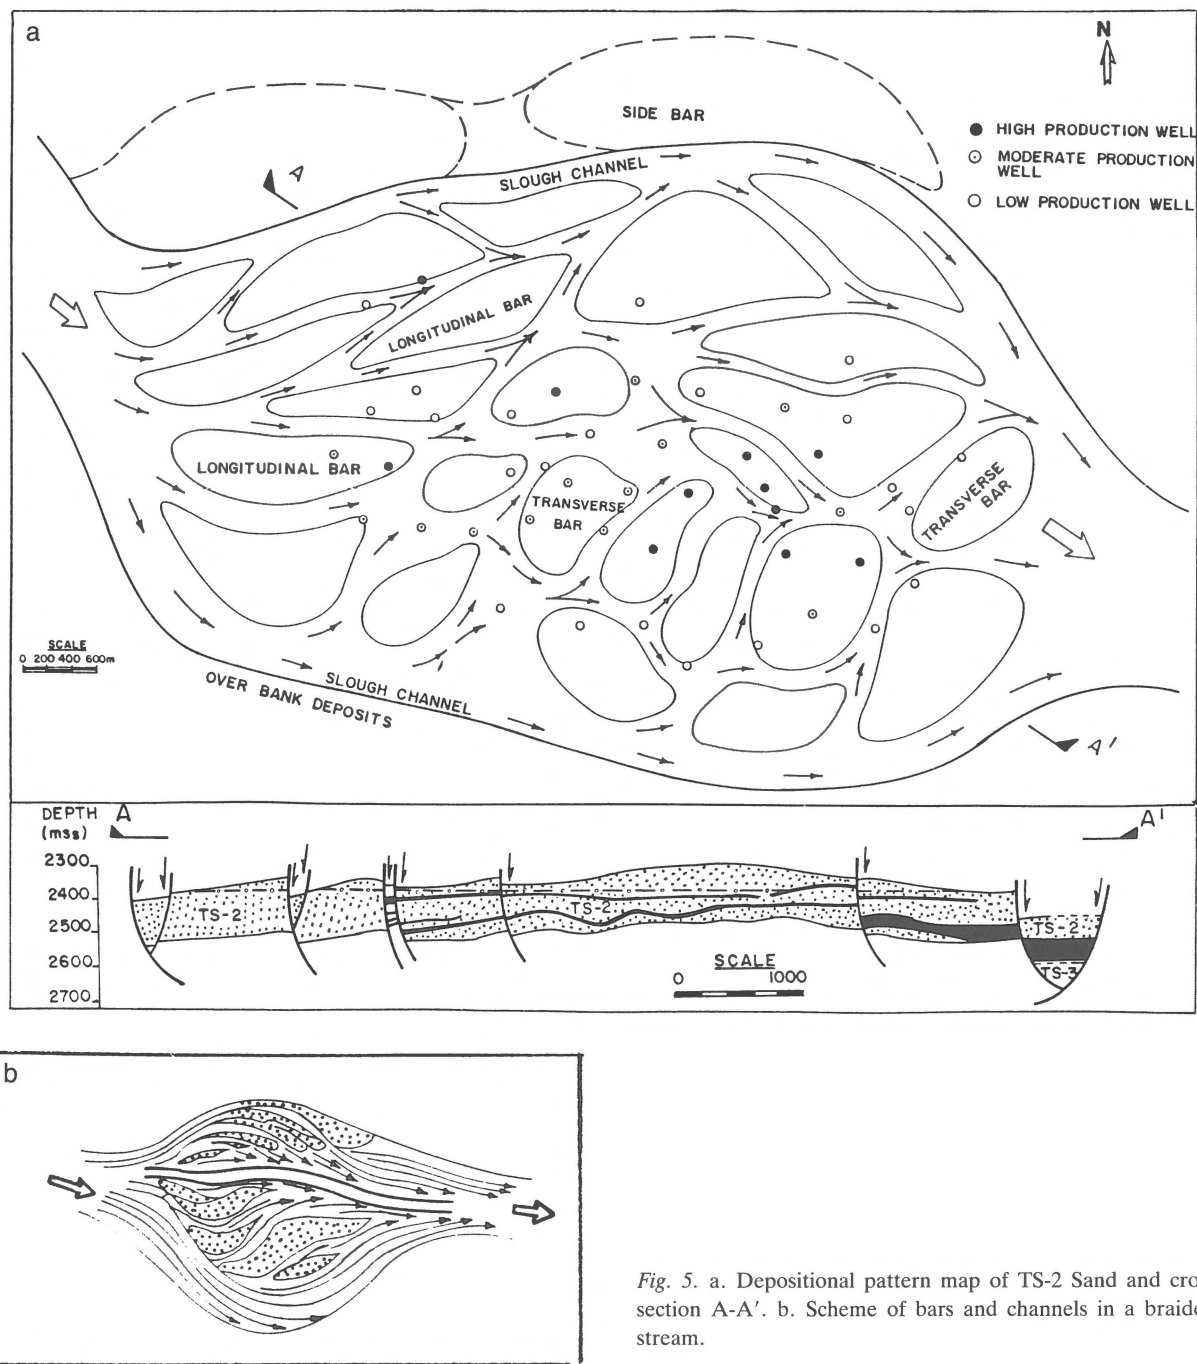 a
N
SIDE BAR
HIGH PRODUCTION WELL
MODERATE PRODUCTION
WELL
LOW PRODUCTION WELL
A
SLOUGH CHANNEL
LONGITUDINAL BAR
LONGITUDINAL BAR
TRANSVERSE
BAR
TRANSVERSE
BAR
SCALE
0 200 400 600m
SLOUGH CHANNEL
OVER BANK DEPOSITS
A'
DEPTH
(mss)
A
A'
2300
2400
2500
2600
2700
TS-2
TS-2
TS-2
TS-3
SCALE
0 1000
b
Fig. 5. a. Depositional pattern map of TS-2 Sand and cro
section A-A′. b. Scheme of bars and channels in a braide
stream.